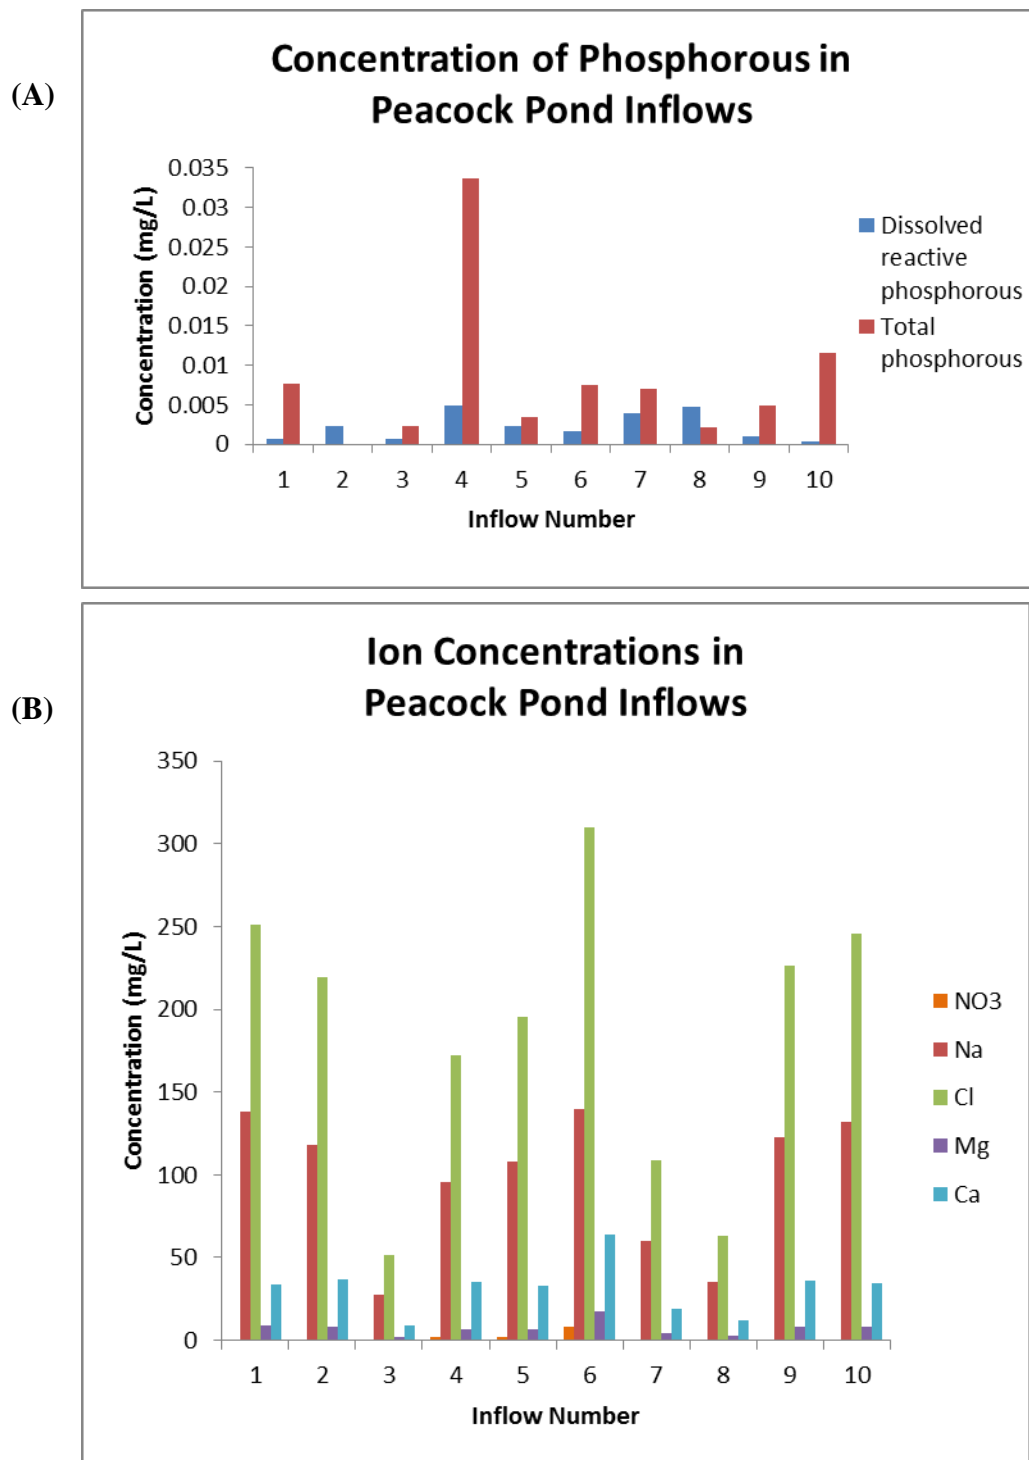 (A)
Concentration of Phosphorous in
Peacock Pond Inflows
Concentration (mg/L)
0.035
0.03
0.025
0.02
0.015
0.01
0.005
0
1 2 3 4 5 6 7 8 9 10
Inflow Number
Dissolved
reactive
phosphorous
Total
phosphorous
(B)
Ion Concentrations in
Peacock Pond Inflows
Concentration (mg/L)
350
300
250
200
150
100
50
0
1 2 3 4 5 6 7 8 9 10
Inflow Number
NO3
Na
Cl
Mg
Ca